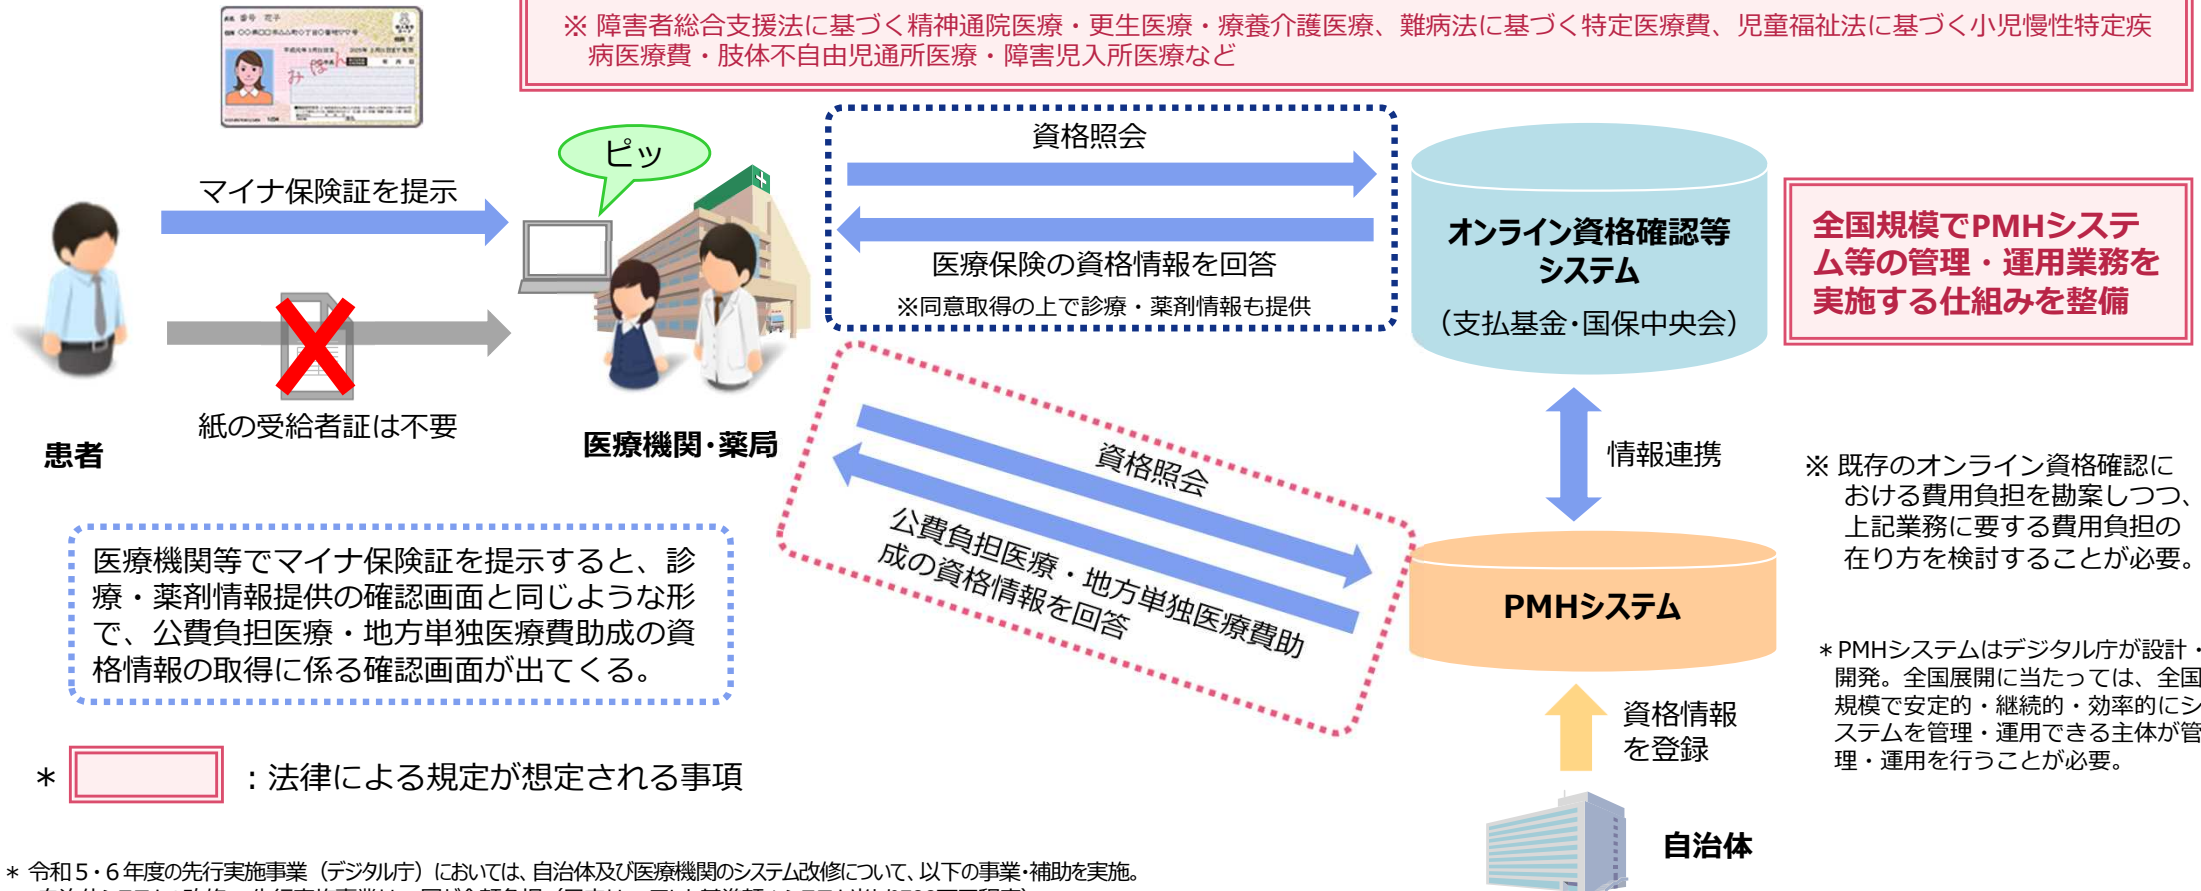 ※ 障害者総合支援法に基づく精神通院医療・更生医療・療養介護医療、難病法に基づく特定医療費、児童福祉法に基づく小児慢性特定疾
病医療費・肢体不自由児通所医療・障害児入所医療など
氏名 番号 花子
みほん
マイナ保険証を提示
ピッ
紙の受給者証は不要
患者
医療機関・薬局
資格照会
医療保険の資格情報を回答
※同意取得の上で診療・薬剤情報も提供
オンライン資格確認等
システム
（支払基金・国保中央会）
全国規模でPMHシステ
ム等の管理・運用業務を
実施する仕組みを整備
資格照会
公費負担医療・地方単独医療費助
成の資格情報を回答
情報連携
※ 既存のオンライン資格確認に
おける費用負担を勘案しつつ、
上記業務に要する費用負担の
在り方を検討することが必要。
医療機関等でマイナ保険証を提示すると、診
療・薬剤情報提供の確認画面と同じような形
で、公費負担医療・地方単独医療費助成の資
格情報の取得に係る確認画面が出てくる。
PMHシステム
＊PMHシステムはデジタル庁が設計・
開発。全国展開に当たっては、全国
規模で安定的・継続的・効率的にシ
ステムを管理・運用できる主体が管
理・運用を行うことが必要。
資格情報
を登録
＊ ：法律による規定が想定される事項
自治体
＊ 令和５・６年度の先行実施事業（デジタル庁）においては、自治体及び医療機関のシステム改修について、以下の事業・補助を実施。